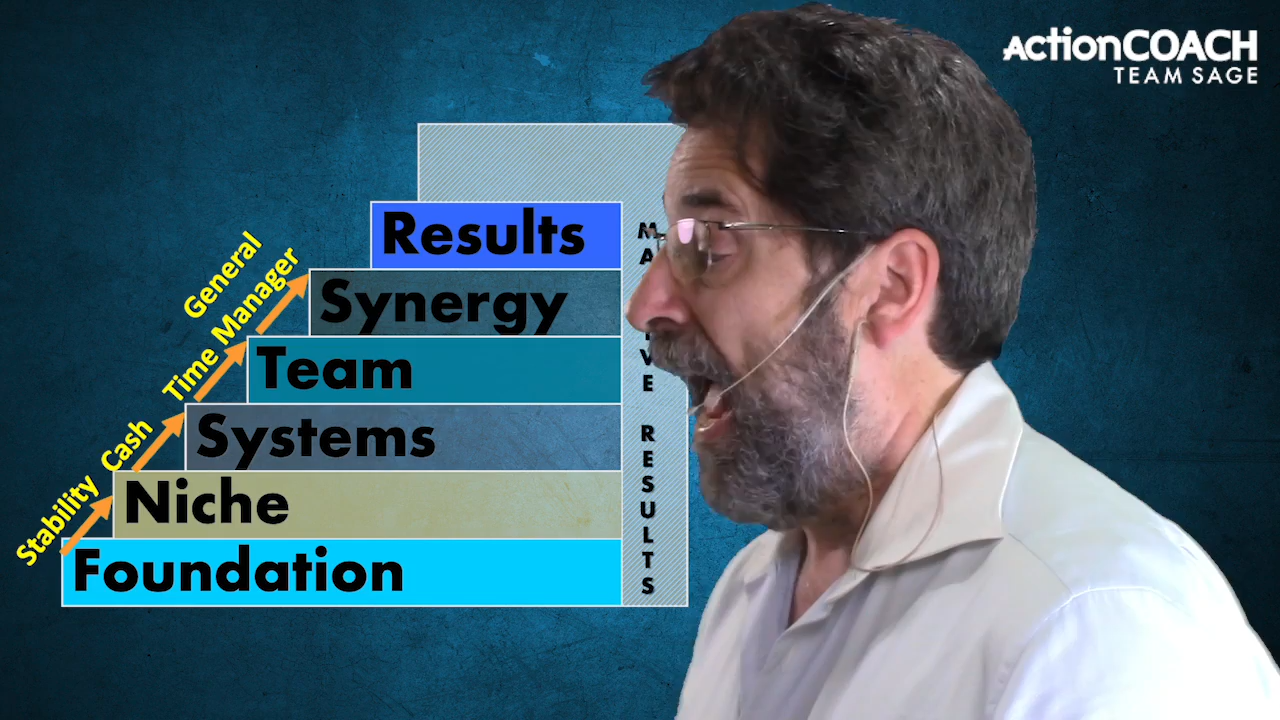 ActionCOACH
TEAM SAGE
Results
Synergy
Team
Systems
Niche
Foundation
General
Manager
Time
Cash
Stability
RESULTS